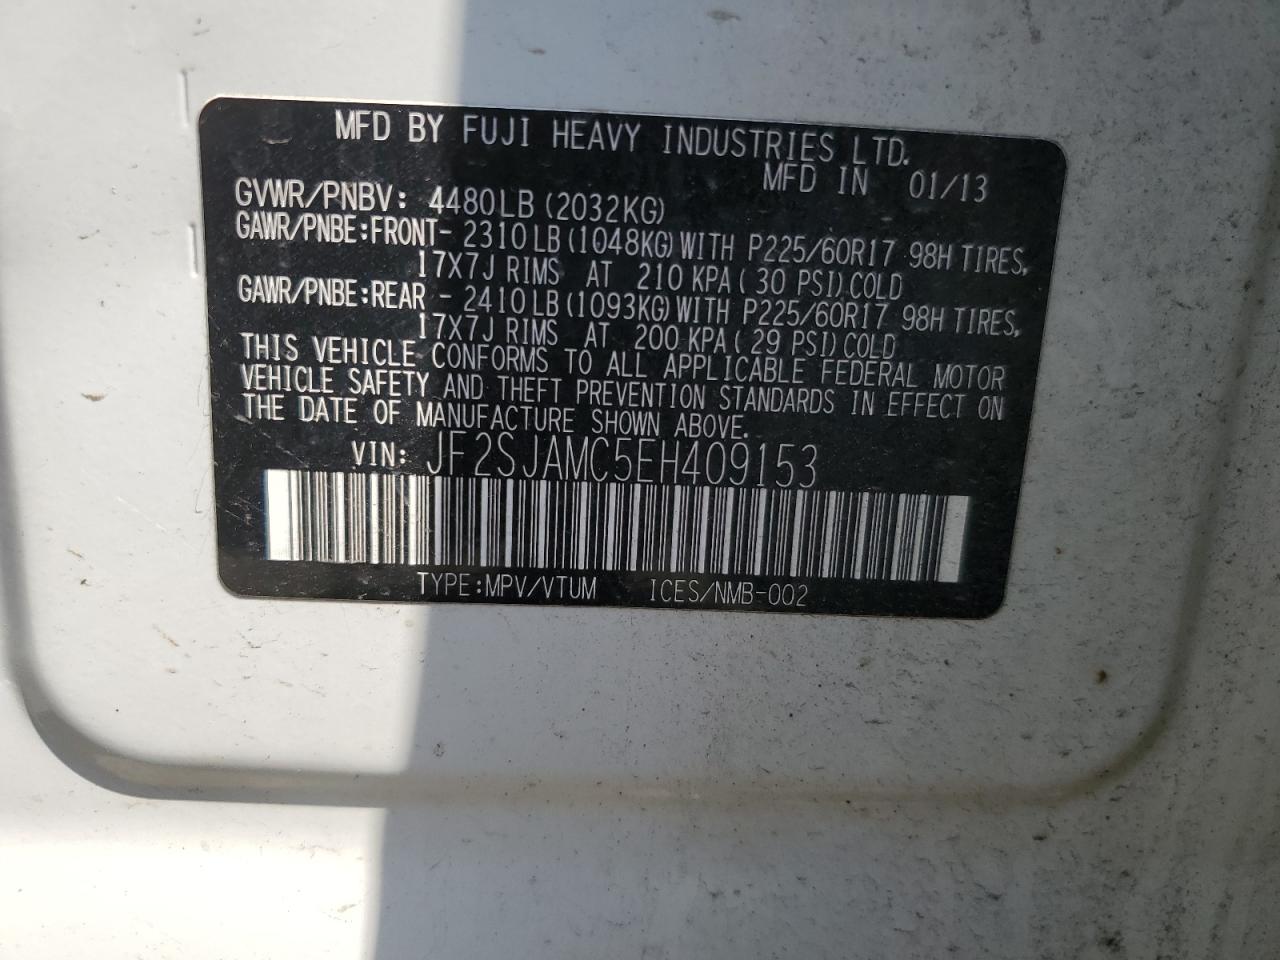 MFD BY FUJI HEAVY INDUSTRIES LTD.
MFD IN 01/13
GVWR/PNBV: 4480LB (2032KG)
GAWR/PNBE:FRONT- 2310LB(1048KG)WITH P225/60R17 98H TIRES,
17X7J RIMS AT 210 KPA( 30 PSI)COLD
GAWR/PNBE:REAR - 2410LB(1093KG)WITH P225/60R17 98H TIRES,
17X7J RIMS AT 200 KPA( 29 PSI)COLD
THIS VEHICLE CONFORMS TO ALL APPLICABLE FEDERAL MOTOR
VEHICLE SAFETY AND THEFT PREVENTION STANDARDS IN EFFECT ON
THE DATE OF MANUFACTURE SHOWN ABOVE.
VIN: JF2SJAMC5EH409153
TYPE:MPV/VTUM ICES/NMB-002